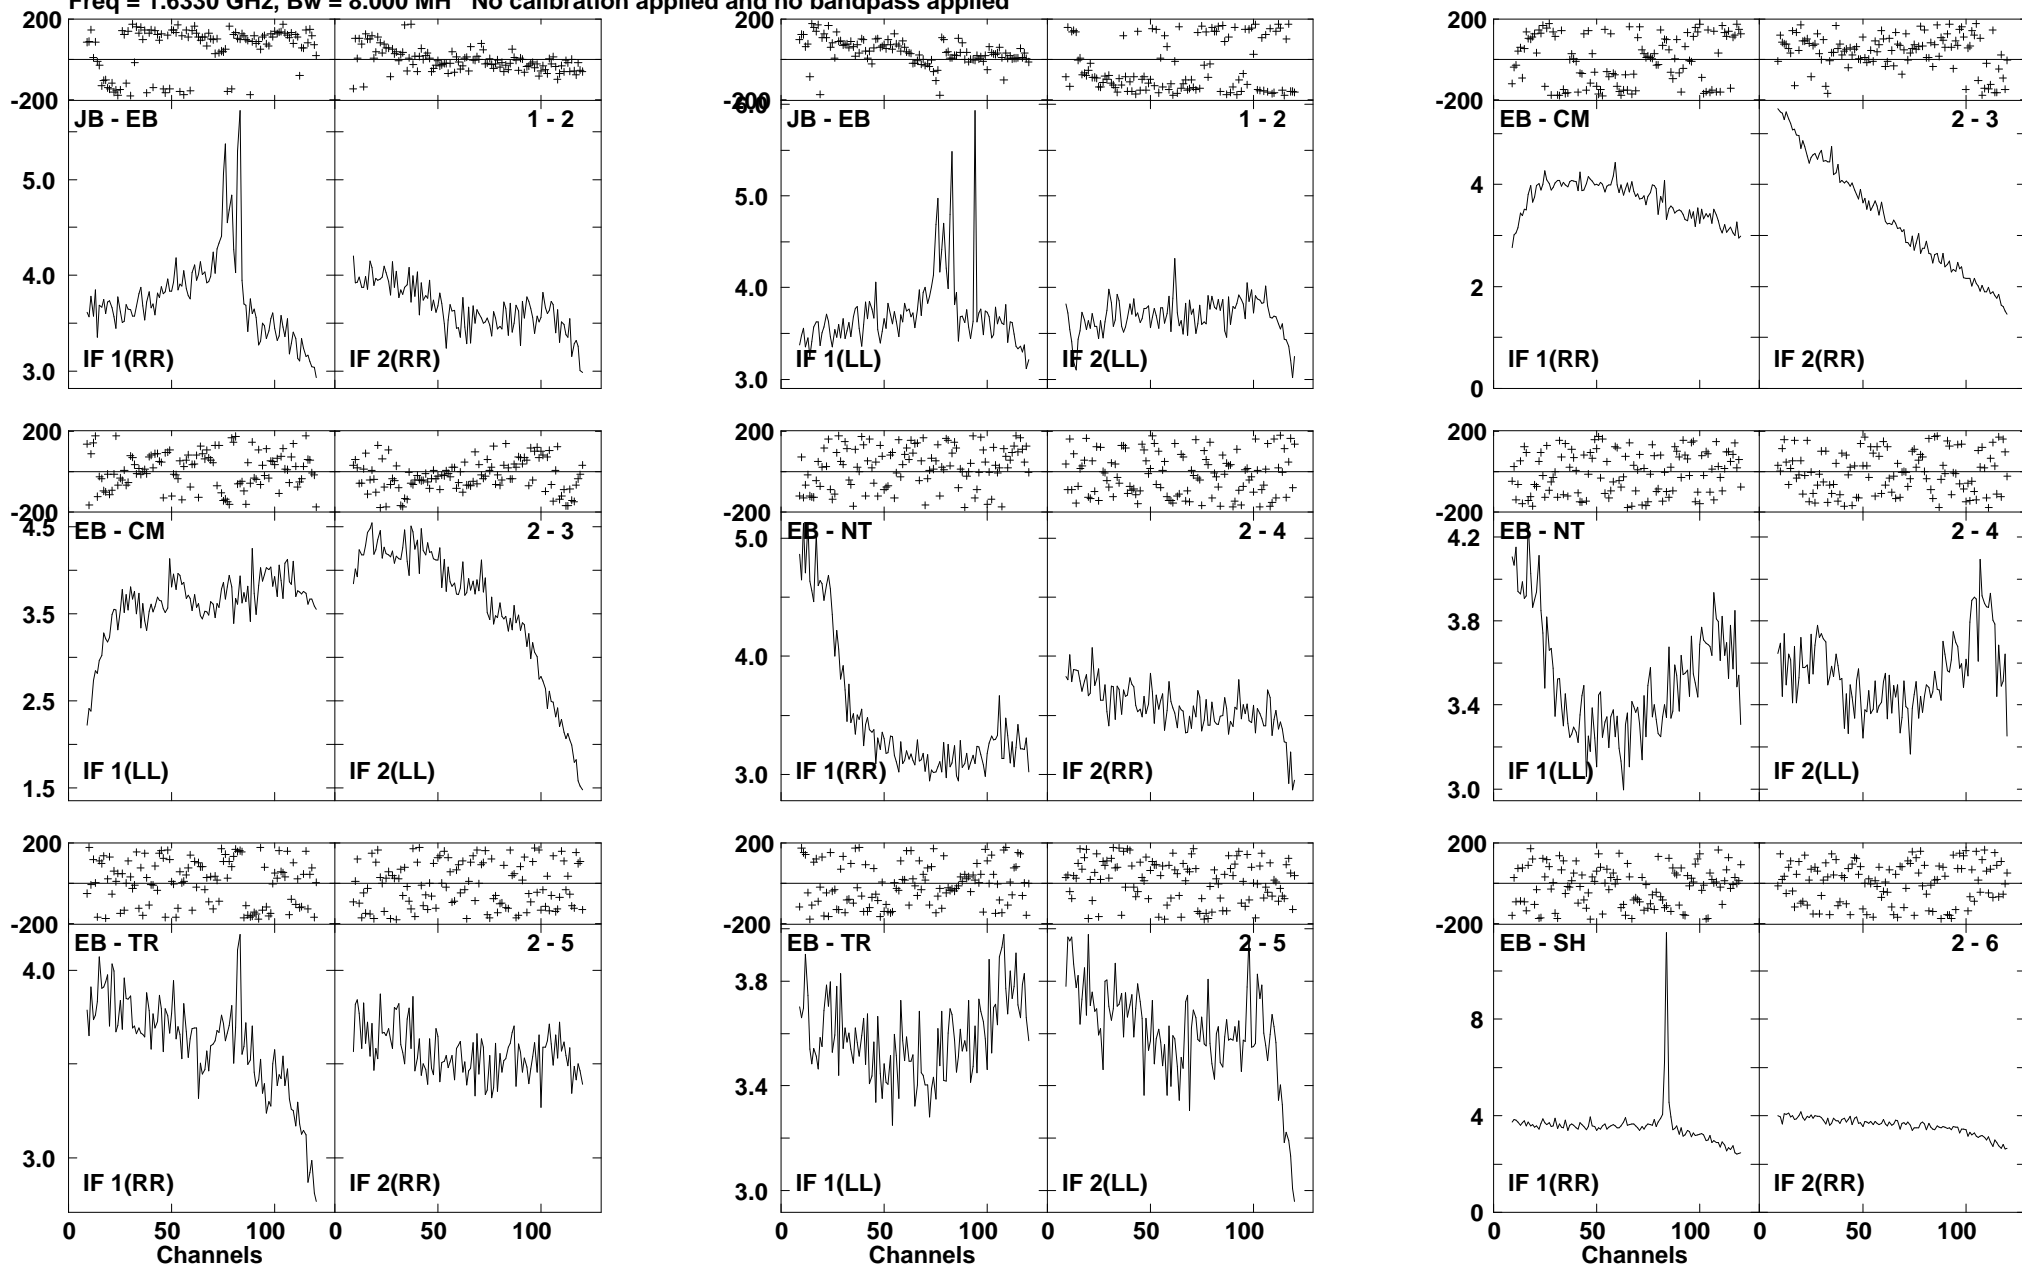 Freq = 1.6330 GHz, Bw = 8.000 MH No calibration applied and no bandpass applied
200
-200
JB - EB
1 - 2
5.0
4.0
3.0
IF 1(RR)
IF 2(RR)
-200
6.0
JB - EB
1 - 2
5.0
4.0
3.0
IF 1(LL)
IF 2(LL)
200
-200
EB - CM
2 - 3
4
2
0
IF 1(RR)
IF 2(RR)
200
-200
4.5
EB - CM
2 - 3
3.5
2.5
1.5
IF 1(LL)
IF 2(LL)
200
-200
EB - NT
2 - 4
5.0
4.0
3.0
IF 1(RR)
IF 2(RR)
200
-200
EB - NT
2 - 4
4.2
3.8
3.4
3.0
IF 1(LL)
IF 2(LL)
200
-200
EB - TR
2 - 5
4.0
3.0
IF 1(RR)
IF 2(RR)
0 50 100 0 50 100
Channels
200
-200
EB - TR
2 - 5
3.8
3.4
3.0
IF 1(LL)
IF 2(LL)
0 50 100 0 50 100
Channels
200
-200
EB - SH
2 - 6
8
4
0
IF 1(RR)
IF 2(RR)
0 50 100 0 50 100
Channels